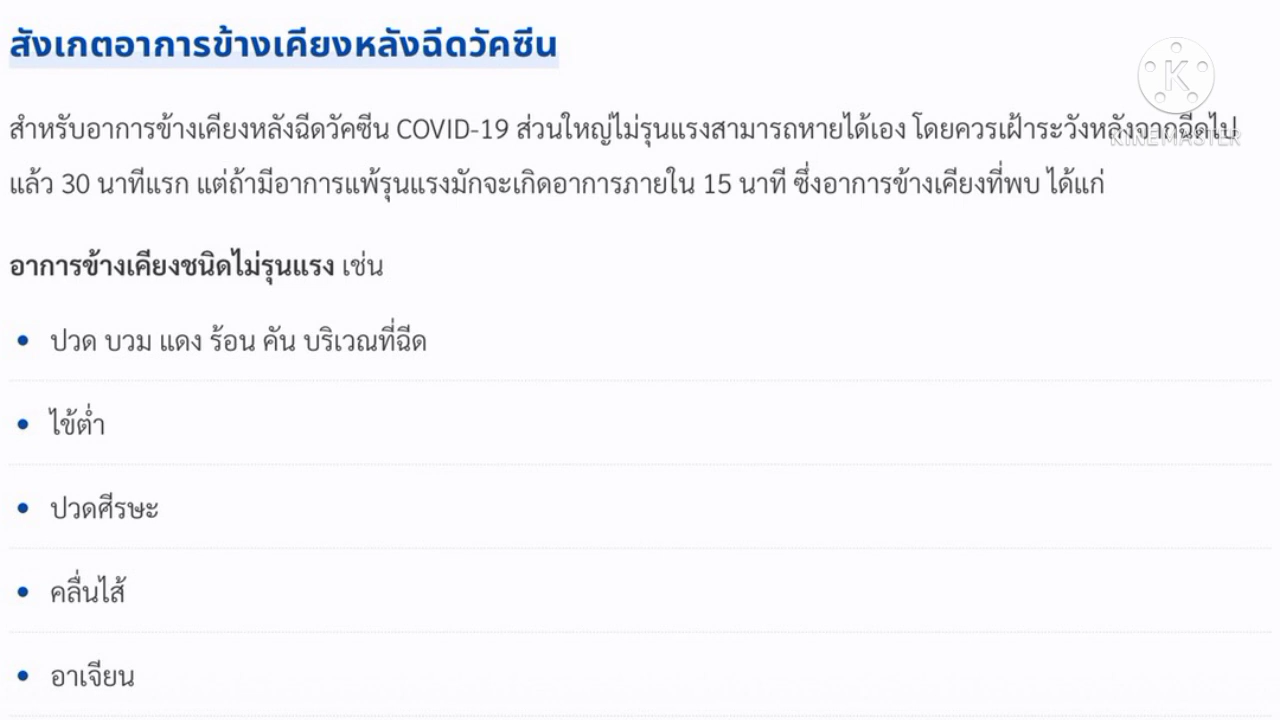 สังเกตอาการข้างเคียงหลังฉีดวัคซีน
สำหรับอาการข้างเคียงหลังฉีดวัคซีน COVID-19 ส่วนใหญ่ไม่รุนแรงสามารถหายได้เอง โดยควรเฝ้าระวังหลังจากฉีดไป
แล้ว 30 นาทีแรก แต่ถ้ามีอาการแพ้รุนแรงมักจะเกิดอาการภายใน 15 นาที ซึ่งอาการข้างเคียงที่พบ ได้แก่
อาการข้างเคียงชนิดไม่รุนแรง เช่น
ปวด บวม แดง ร้อน คัน บริเวณที่ฉีด
ไข้ต่ำ
ปวดศีรษะ
คลื่นไส้
อาเจียน
K
KINEMASTER